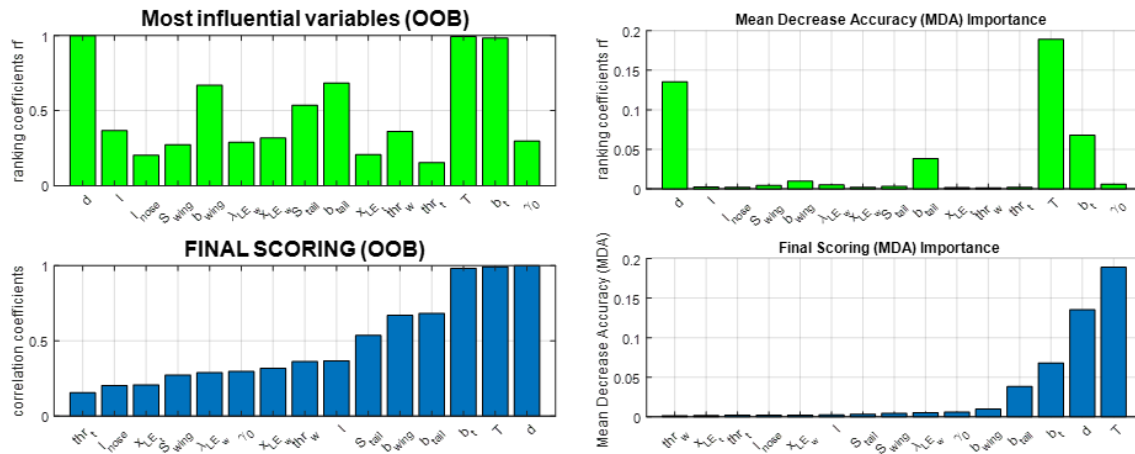 Most influential variables (OOB)
ranking coefficients rf
1
0.5
0
d l l_nose S_wing b_wing λ_LE_w x_LE_w S_tail b_tail x_LE_t thr_w thr_t T b_t γ_0
Mean Decrease Accuracy (MDA) Importance
ranking coefficients rf
0.2
0.15
0.1
0.05
0
d l l_nose S_wing b_wing λ_LE_w x_LE_w S_tail b_tail x_LE_t thr_w thr_t T b_t γ_0
FINAL SCORING (OOB)
correlation coefficients
1
0.5
0
thr_t l_nose x_LE_t S_wing λ_LE_w γ_0 x_LE_w thr_w l S_tail b_wing b_tail b_t T d
Final Scoring (MDA) Importance
Mean Decrease Accuracy (MDA)
0.2
0.15
0.1
0.05
0
thr_w x_LE_t thr_t l_nose x_LE_w l S_tail S_wing λ_LE_w γ_0 b_wing b_tail b_t d T